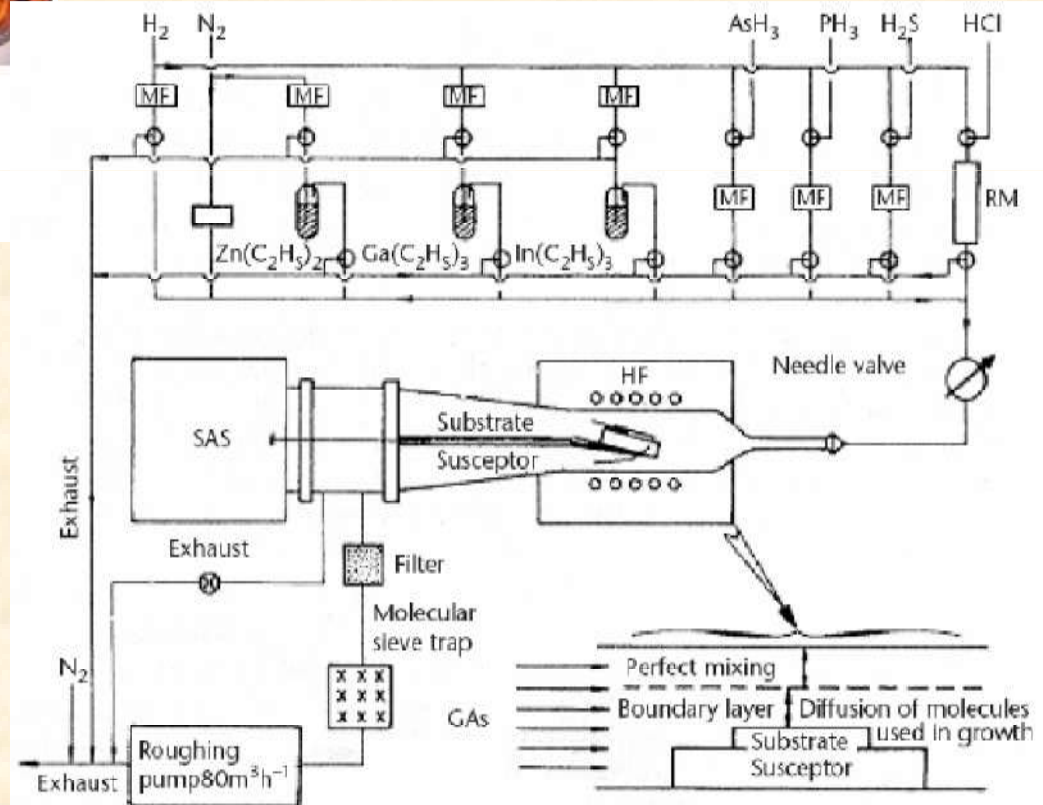 H₂ N₂ AsH₃ PH₃ H₂S HCl
MF MF MF MF
MF MF MF RM
Zn(C₂H₅)₂ Ga(C₂H₅)₃ In(C₂H₅)₃
Needle valve
HF
SAS
Substrate
Susceptor
Exhaust
Exhaust
Filter
Molecular
sieve trap
N₂
GAs
Roughing
pump80m³h⁻¹
Exhaust
Perfect mixing
Boundary layer
Diffusion of molecules
used in growth
Substrate
Susceptor